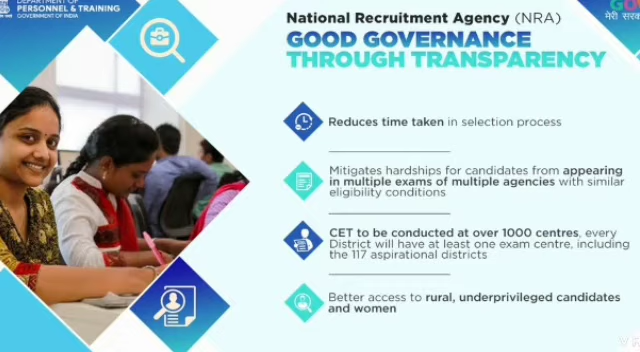 DEPARTMENT OF
PERSONNEL & TRAINING
GOVERNMENT OF INDIA
मेरी सरक
National Recruitment Agency (NRA)
GOOD GOVERNANCE
THROUGH TRANSPARENCY
Reduces time taken in selection process
Mitigates hardships for candidates from appearing
in multiple exams of multiple agencies with similar
eligibility conditions
CET to be conducted at over 1000 centres, every
District will have at least one exam centre, including
the 117 aspirational districts
Better access to rural, underprivileged candidates
and women